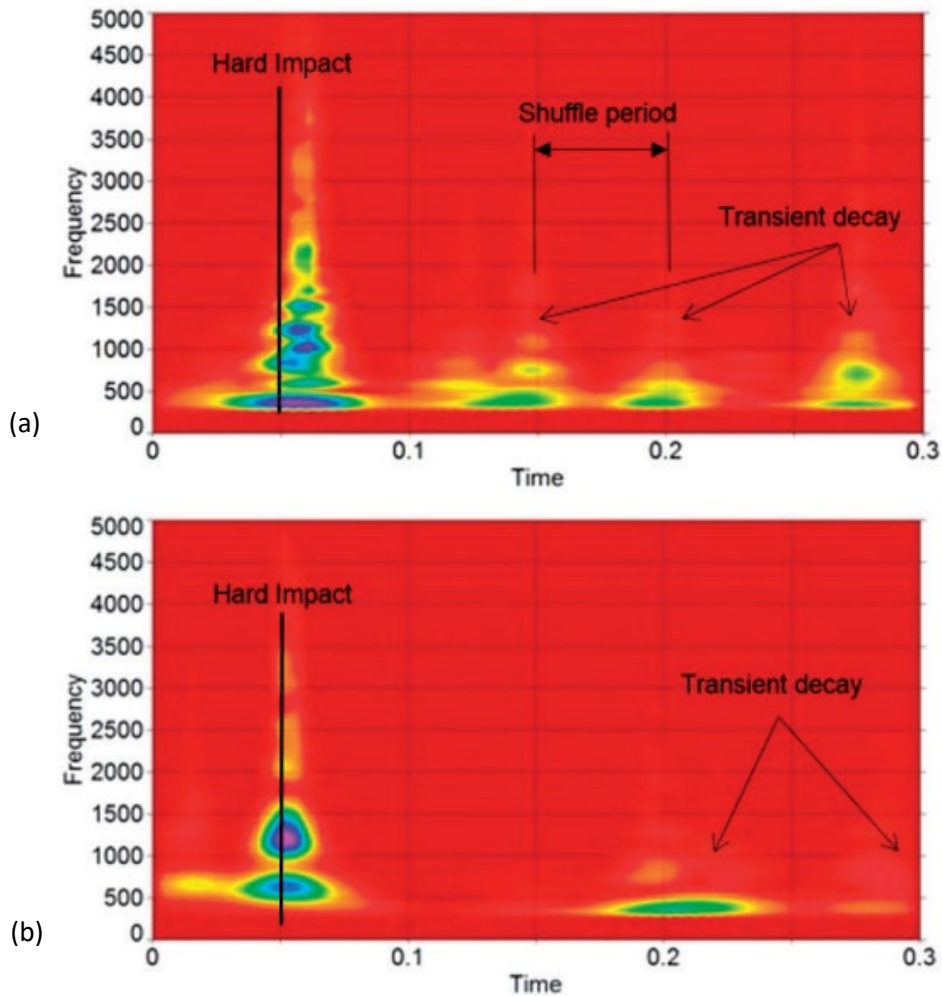 5000
4500
4000
3500
3000
2500
2000
1500
1000
500
0
Frequency
Hard Impact
Shuffle period
Transient decay
(a)
0 0.1 0.2 0.3
Time
5000
4500
4000
3500
3000
2500
2000
1500
1000
500
0
Frequency
Hard Impact
Transient decay
(b)
0 0.1 0.2 0.3
Time